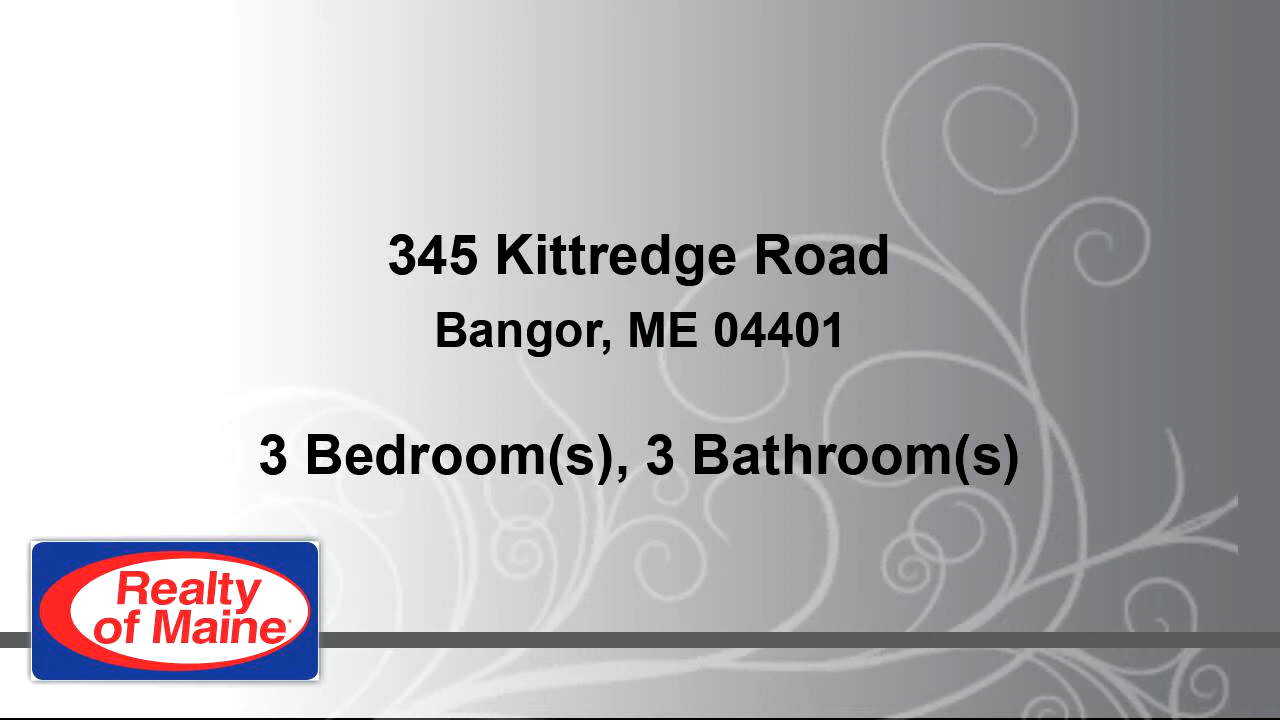 345 Kittredge Road
Bangor, ME 04401
3 Bedroom(s), 3 Bathroom(s)
Realty
of Maine